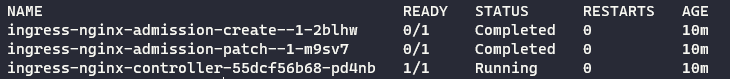 NAME READY STATUS RESTARTS AGE
ingress-nginx-admission-create--1-2blhw 0/1 Completed 0 10m
ingress-nginx-admission-patch--1-m9sv7 0/1 Completed 0 10m
ingress-nginx-controller-55dcf56b68-pd4nb 1/1 Running 0 10m